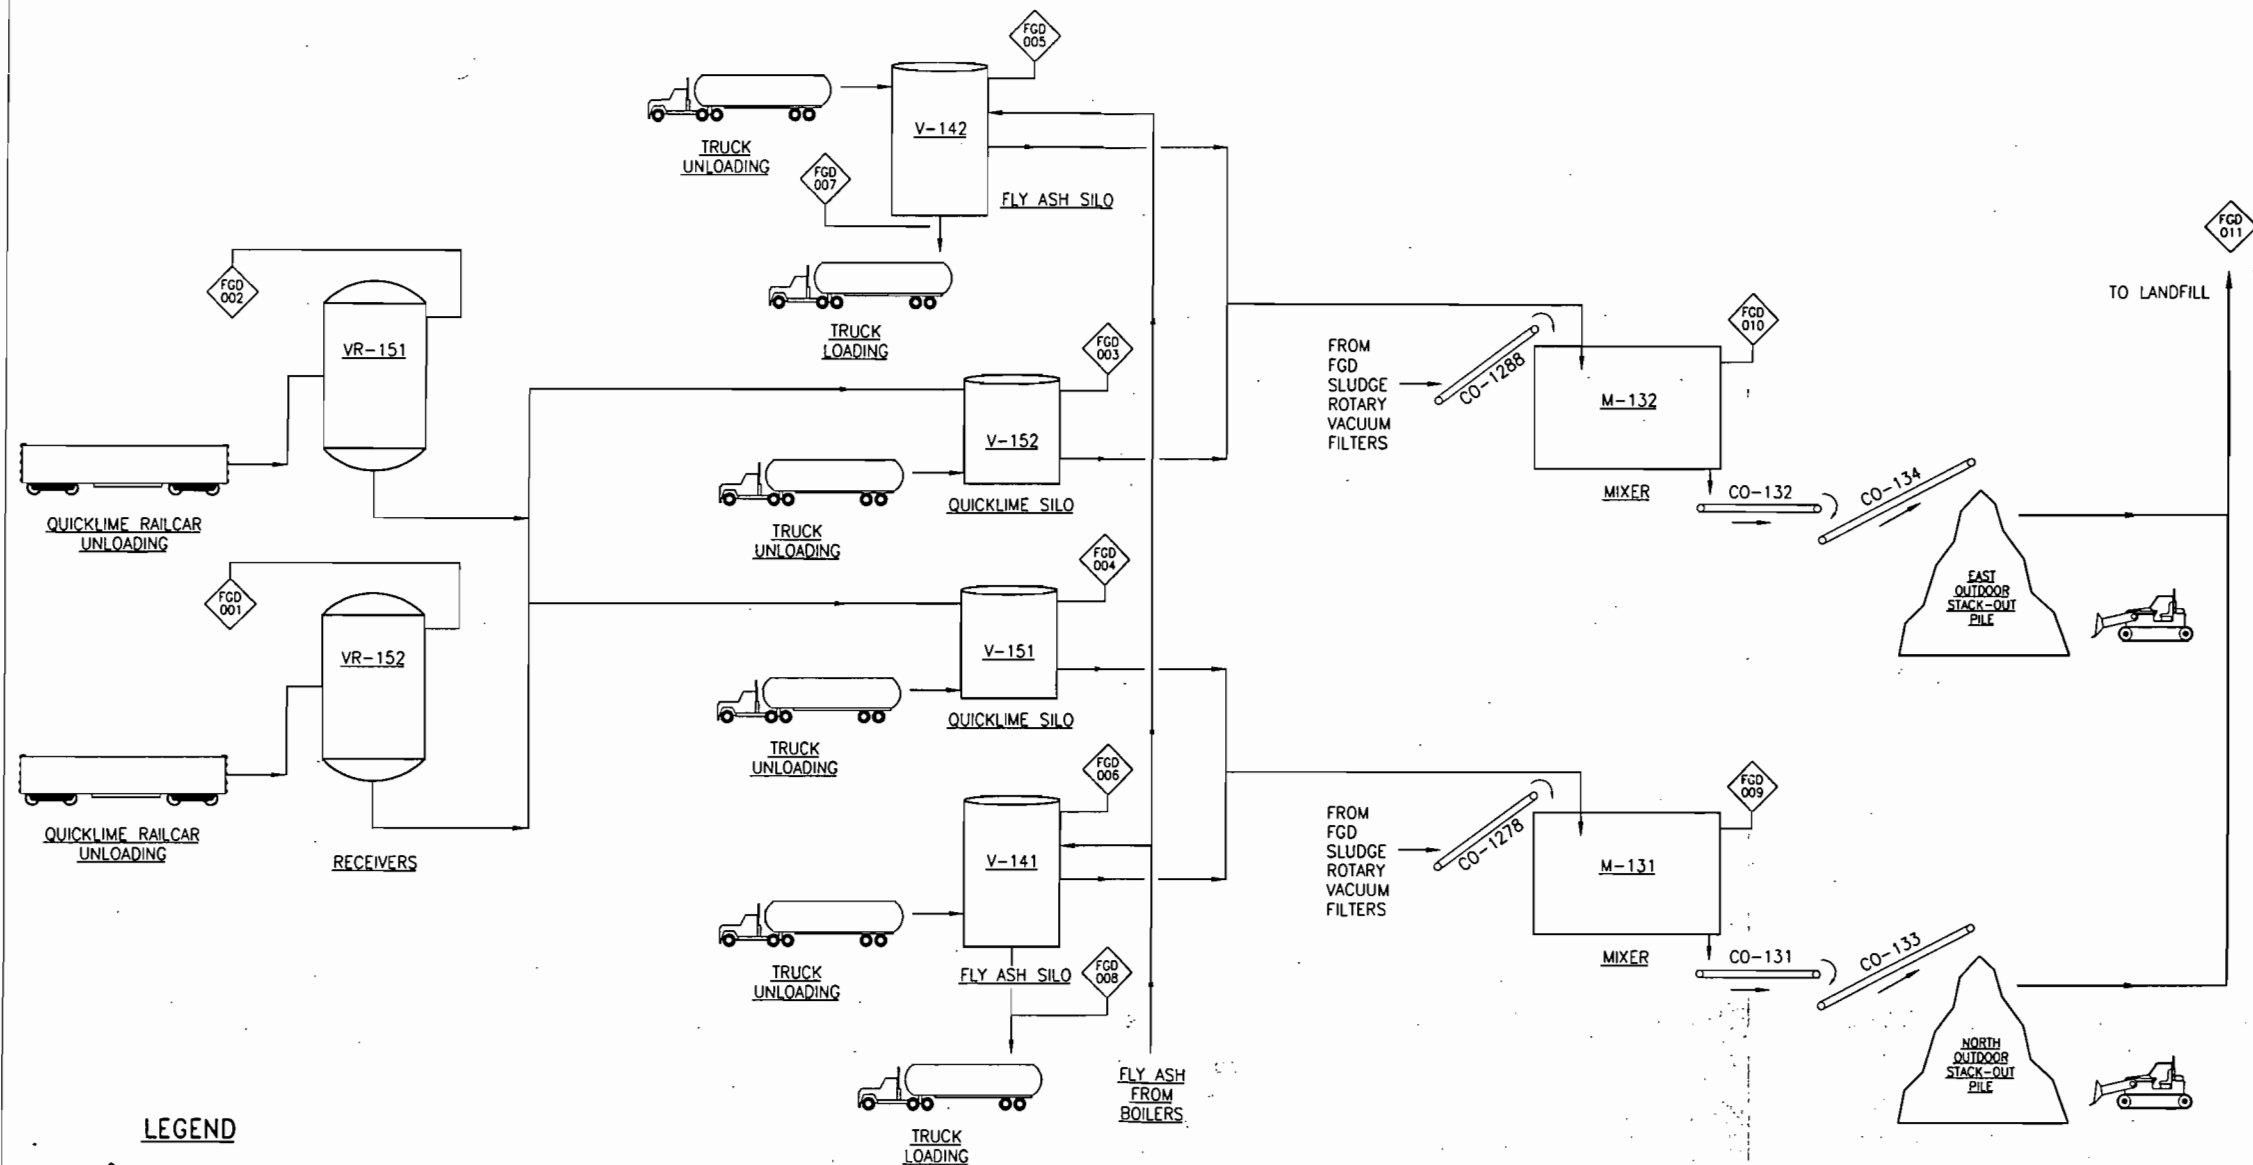 FGD
005
V-142
TRUCK
UNLOADING
FGD
007
FLY ASH SILO
TRUCK
LOADING
FGD
002
VR-151
QUICKLIME RAILCAR
UNLOADING
FGD
003
V-152
QUICKLIME SILO
TRUCK
UNLOADING
FGD
001
VR-152
QUICKLIME RAILCAR
UNLOADING
RECEIVERS
FGD
004
V-151
QUICKLIME SILO
TRUCK
UNLOADING
FGD
006
V-141
TRUCK
UNLOADING
FLY ASH SILO
FGD
008
TRUCK
LOADING
FLY ASH
FROM
BOILERS
FROM
FGD
SLUDGE
ROTARY
VACUUM
FILTERS
CO-1288
FGD
010
M-132
MIXER
CO-132
CO-134
EAST
OUTDOOR
STACK-OUT
PILE
FGD
011
TO LANDFILL
FROM
FGD
SLUDGE
ROTARY
VACUUM
FILTERS
CO-1278
FGD
009
M-131
MIXER
CO-131
CO-133
NORTH
OUTDOOR
STACK-OUT
PILE
LEGEND